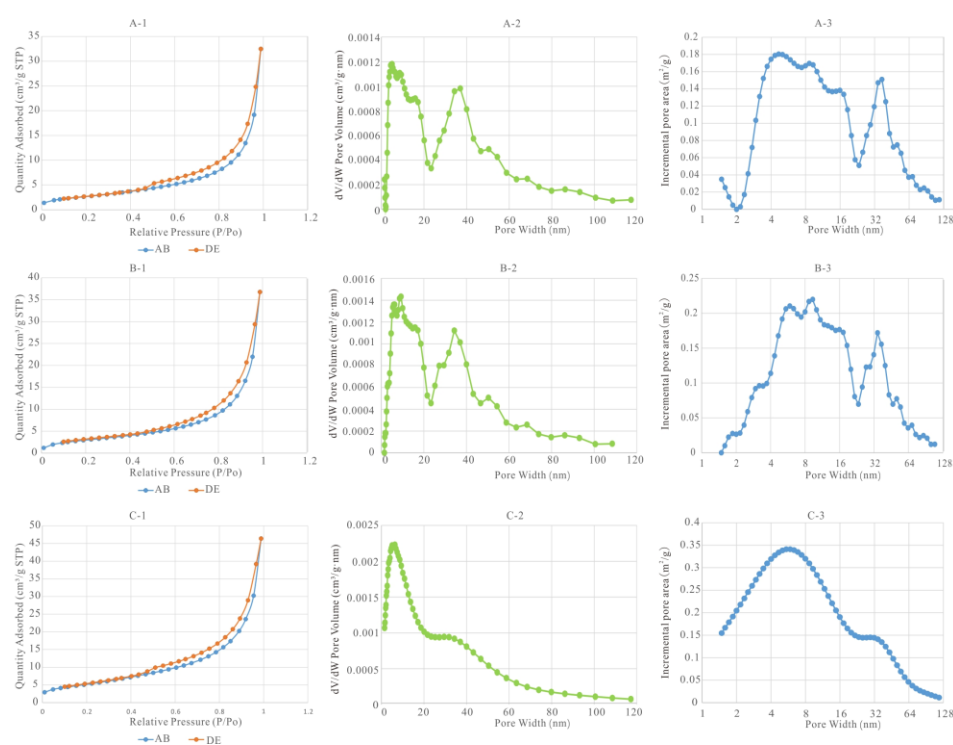 A-1
Quantity Adsorbed (cm³/g STP)
35
30
25
20
15
10
5
0
0 0.2 0.4 0.6 0.8 1 1.2
Relative Pressure (P/Po)
AB DE
A-2
dV/dW Pore Volume (cm³/g·nm)
0.0014
0.0012
0.001
0.0008
0.0006
0.0004
0.0002
0
0 20 40 60 80 100 120
Pore Width (nm)
A-3
Incremental pore area (m²/g)
0.2
0.18
0.16
0.14
0.12
0.1
0.08
0.06
0.04
0.02
0
1 2 4 8 16 32 64 128
Pore Width (nm)
B-1
Quantity Adsorbed (cm³/g STP)
40
35
30
25
20
15
10
5
0
0 0.2 0.4 0.6 0.8 1 1.2
Relative Pressure (P/Po)
AB DE
B-2
dV/dW Pore Volume (cm³/g·nm)
0.0016
0.0014
0.0012
0.001
0.0008
0.0006
0.0004
0.0002
0
0 20 40 60 80 100 120
Pore Width (nm)
B-3
Incremental pore area (m²/g)
0.25
0.2
0.15
0.1
0.05
0
1 2 4 8 16 32 64 128
Pore Width (nm)
C-1
Quantity Adsorbed (cm³/g STP)
50
45
40
35
30
25
20
15
10
5
0
0 0.2 0.4 0.6 0.8 1 1.2
Relative Pressure (P/Po)
AB DE
C-2
dV/dW Pore Volume (cm³/g·nm)
0.0025
0.002
0.0015
0.001
0.0005
0
0 20 40 60 80 100 120
Pore Width (nm)
C-3
Incremental pore area (m²/g)
0.4
0.35
0.3
0.25
0.2
0.15
0.1
0.05
0
1 2 4 8 16 32 64 128
Pore Width (nm)